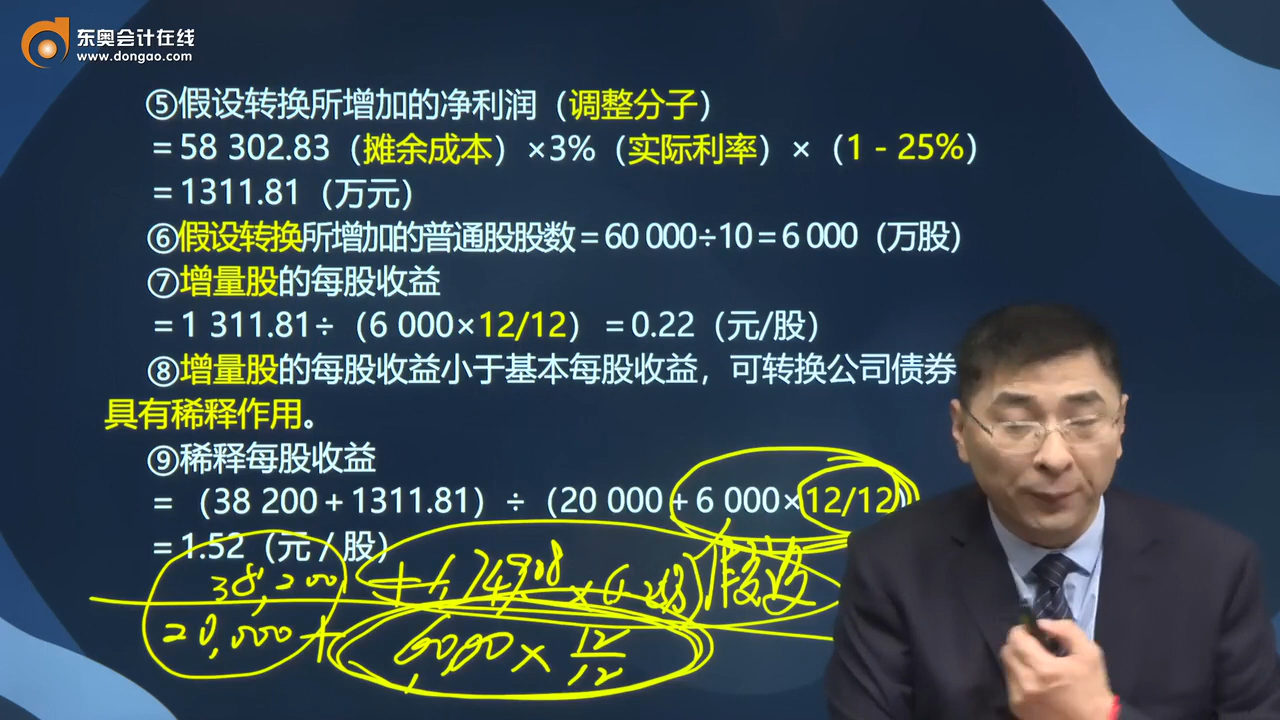 东奥会计在线
www.dongao.com
⑤假设转换所增加的净利润（调整分子）
＝58 302.83（摊余成本）×3%（实际利率）×（1－25%）
＝1311.81（万元）
⑥假设转换所增加的普通股股数＝60 000÷10＝6 000（万股）
⑦增量股的每股收益
＝1 311.81÷（6 000×12/12）＝0.22（元/股）
⑧增量股的每股收益小于基本每股收益，可转换公司债券
具有稀释作用。
⑨稀释每股收益
＝（38 200＋1311.81）÷（20 000＋6 000×12/12）
＝1.52（元 / 股）
38,200
20,000 +
6000 × 12/12